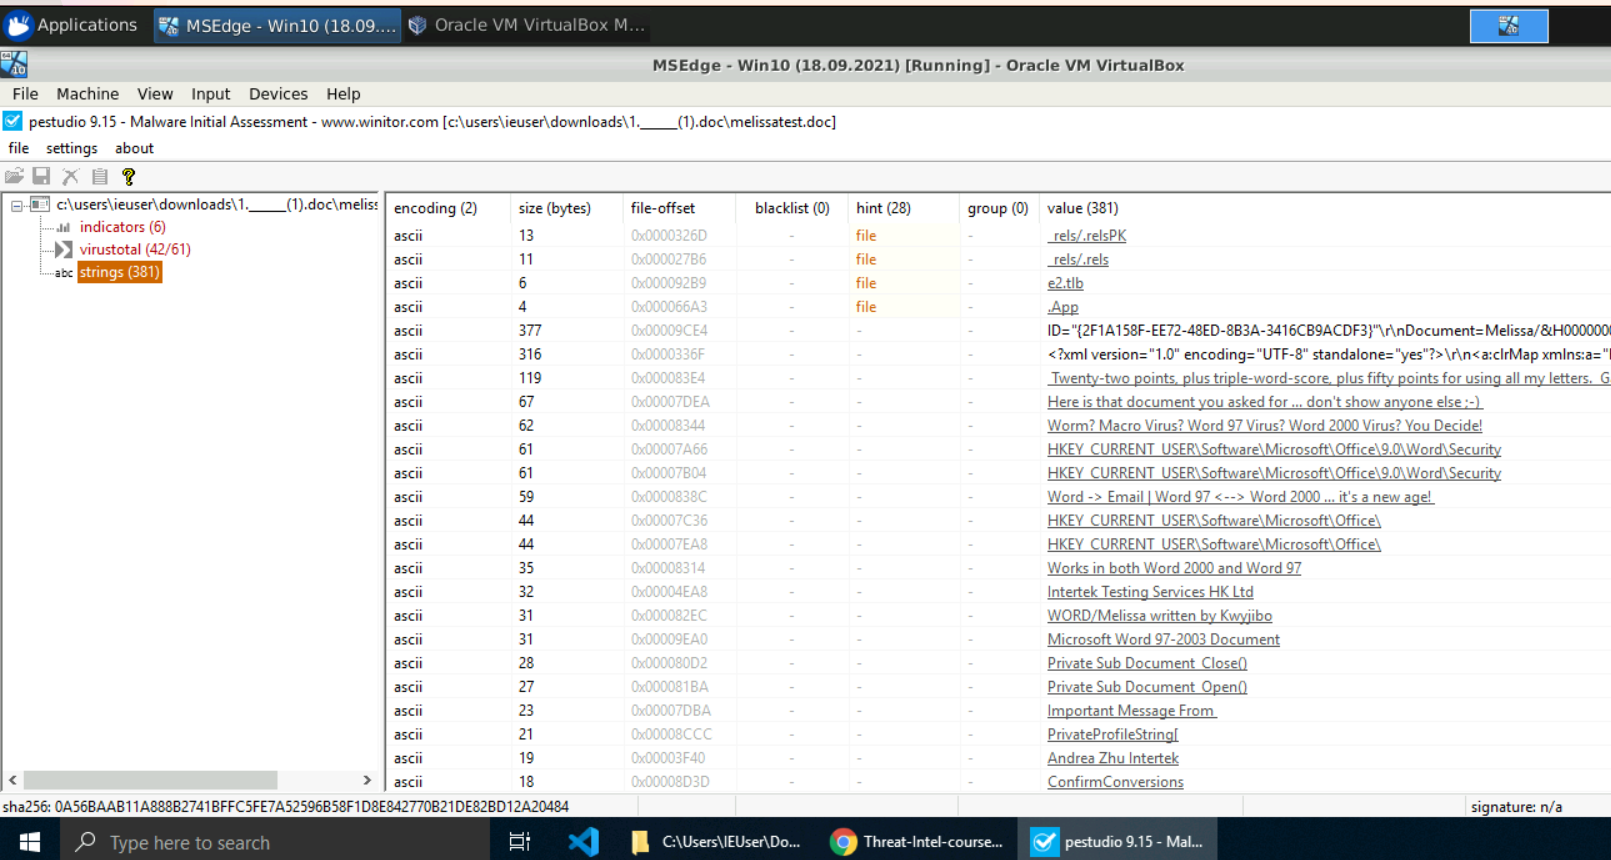 Applications MSEdge - Win10 (18.09.... Oracle VM VirtualBox M...
MSEdge - Win10 (18.09.2021) [Running] - Oracle VM VirtualBox
File Machine View Input Devices Help
pestudio 9.15 - Malware Initial Assessment - www.winitor.com [c:\users\ieuser\downloads\1._____(1).doc\melissatest.doc]
file settings about
c:\users\ieuser\downloads\1._____(1).doc\meliss
indicators (6)
virustotal (42/61)
abc strings (381)
encoding (2) size (bytes) file-offset blacklist (0) hint (28) group (0) value (381)
ascii 13 0x0000326D - file - _rels/.relsPK
ascii 11 0x000027B6 - file - _rels/.rels
ascii 6 0x000092B9 - file - e2.tlb
ascii 4 0x000066A3 - file - .App
ascii 377 0x00009CE4 - - - ID="{2F1A158F-EE72-48ED-8B3A-3416CB9ACDF3}"\r\nDocument=Melissa/&H0000000
ascii 316 0x0000336F - - - <?xml version="1.0" encoding="UTF-8" standalone="yes"?>\r\n<a:clrMap xmlns:a="
ascii 119 0x000083E4 - - - Twenty-two points, plus triple-word-score, plus fifty points for using all my letters. G
ascii 67 0x00007DEA - - - Here is that document you asked for ... don't show anyone else ;-)
ascii 62 0x00008344 - - - Worm? Macro Virus? Word 97 Virus? Word 2000 Virus? You Decide!
ascii 61 0x00007A66 - - - HKEY_CURRENT_USER\Software\Microsoft\Office\9.0\Word\Security
ascii 61 0x00007B04 - - - HKEY_CURRENT_USER\Software\Microsoft\Office\9.0\Word\Security
ascii 59 0x0000838C - - - Word -> Email | Word 97 <--> Word 2000 ... it's a new age!
ascii 44 0x00007C36 - - - HKEY_CURRENT_USER\Software\Microsoft\Office\
ascii 44 0x00007EA8 - - - HKEY_CURRENT_USER\Software\Microsoft\Office\
ascii 35 0x00008314 - - - Works in both Word 2000 and Word 97
ascii 32 0x00004EA8 - - - Intertek Testing Services HK Ltd
ascii 31 0x000082EC - - - WORD/Melissa written by Kwyjibo
ascii 31 0x00009EA0 - - - Microsoft Word 97-2003 Document
ascii 28 0x000080D2 - - - Private Sub Document_Close()
ascii 27 0x000081BA - - - Private Sub Document_Open()
ascii 23 0x00007DBA - - - Important Message From
ascii 21 0x00008CCC - - - PrivateProfileString[
ascii 19 0x00003F40 - - - Andrea Zhu Intertek
ascii 18 0x00008D3D - - - ConfirmConversions
sha256: 0A56BAAB11A888B2741BFFC5FE7A52596B58F1D8E842770B21DE82BD12A20484 signature: n/a
Type here to search C:\Users\IEUser\Do... Threat-Intel-course... pestudio 9.15 - Mal...